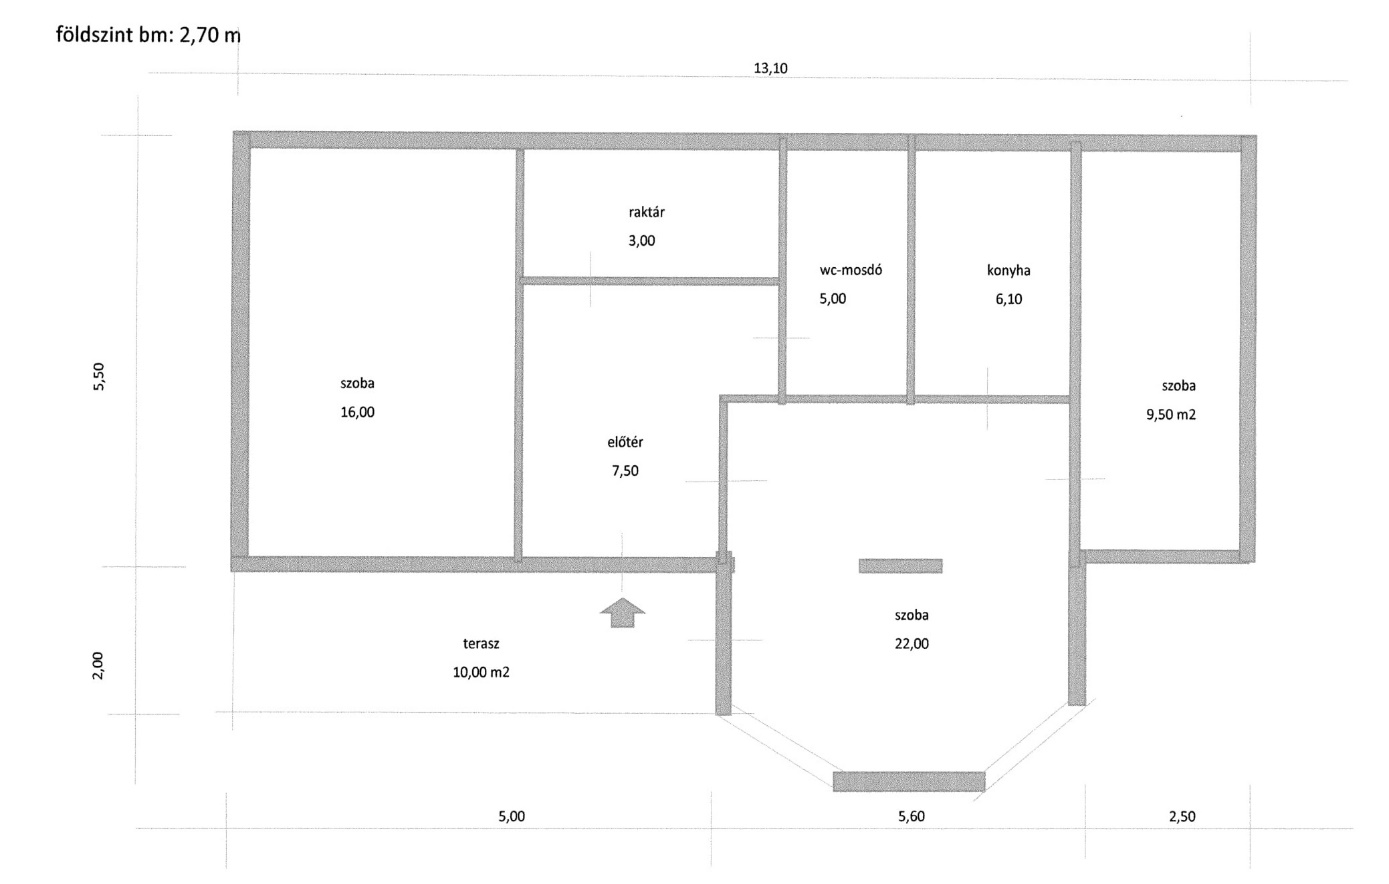 földszint bm: 2,70 m
13,10
raktár
3,00
wc-mosdó
5,00
konyha
6,10
5,50
szoba
16,00
szoba
9,50 m2
előtér
7,50
szoba
22,00
terasz
10,00 m2
2,00
5,00
5,60
2,50